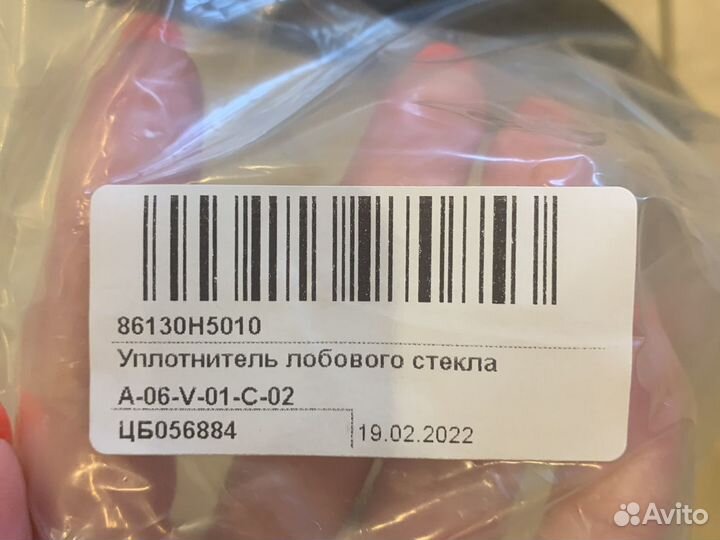 86130H5010
Уплотнитель лобового стекла
A-06-V-01-C-02
ЦБ056884
19.02.2022
Avito